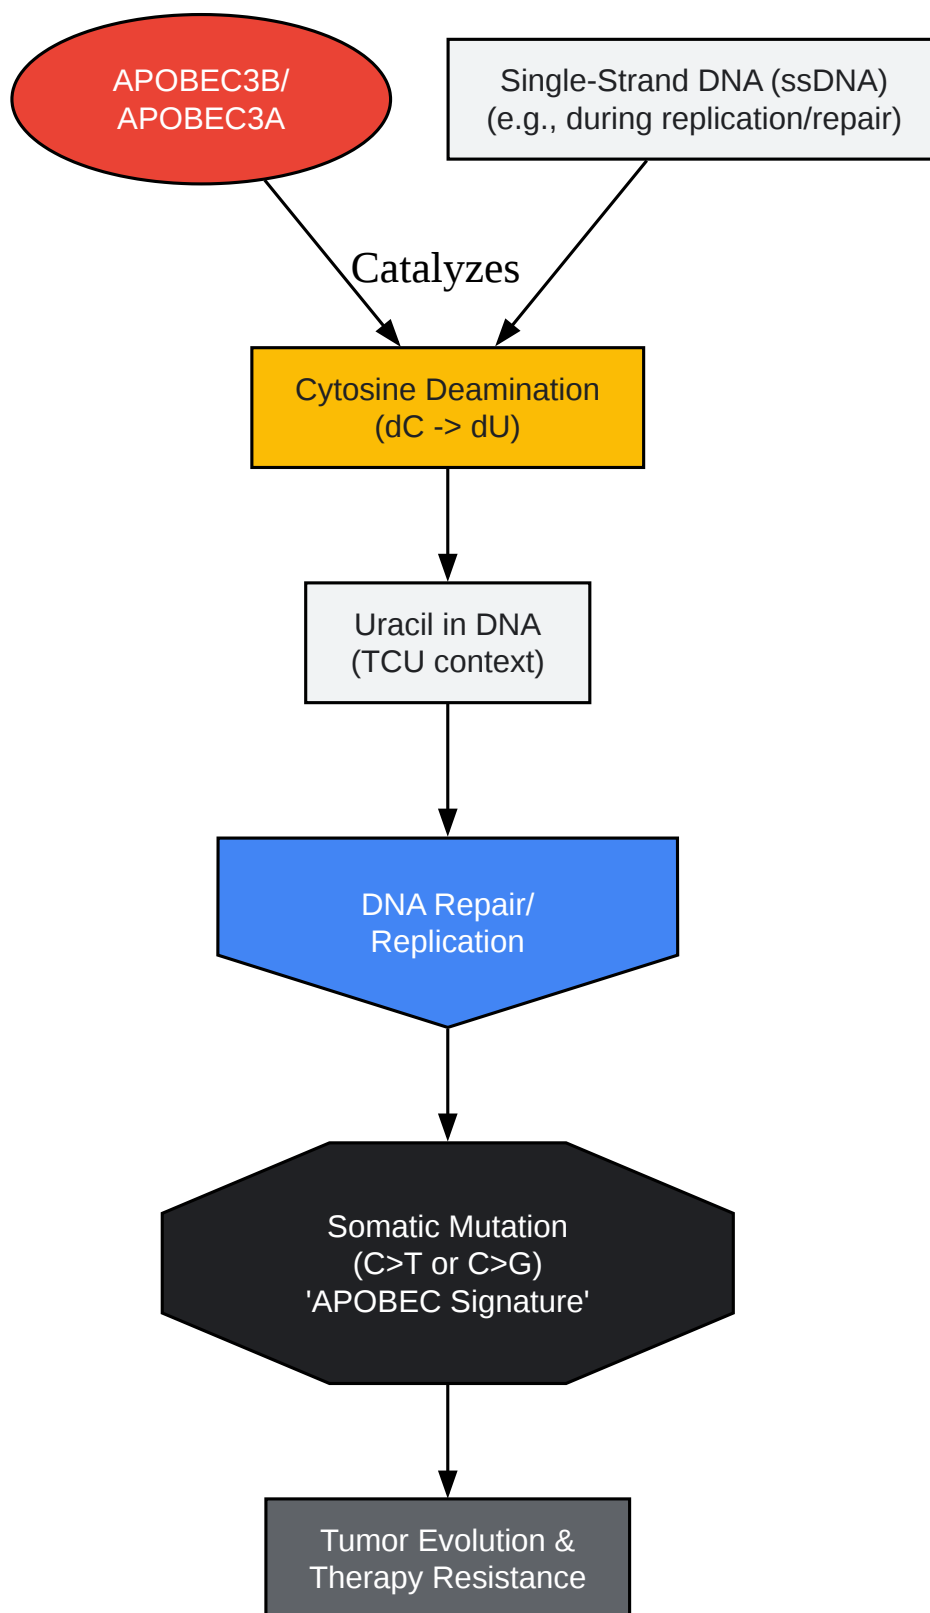 APOBEC3B/
APOBEC3A
Single-Strand DNA (ssDNA)
(e.g., during replication/repair)
Catalyzes
Cytosine Deamination
(dC -> dU)
Uracil in DNA
(TCU context)
DNA Repair/
Replication
Somatic Mutation
(C>T or C>G)
'APOBEC Signature'
Tumor Evolution &
Therapy Resistance